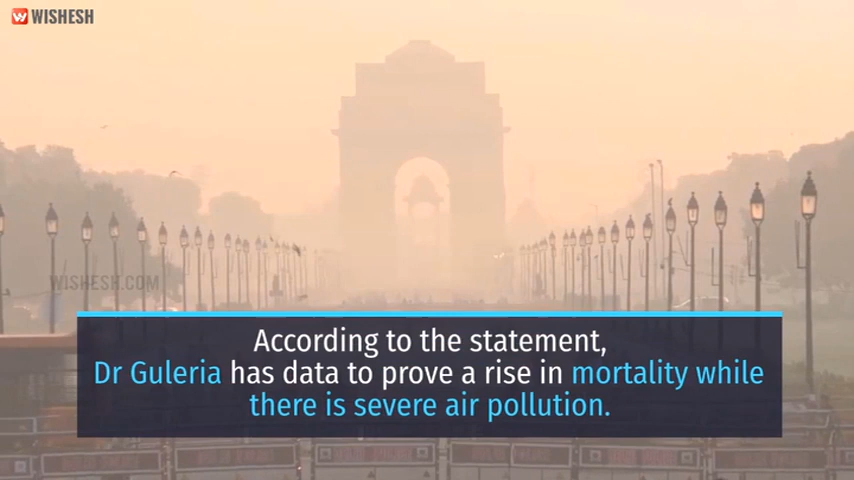 WISHESH
WISHESH.COM
According to the statement,
Dr Guleria has data to prove a rise in mortality while
there is severe air pollution.